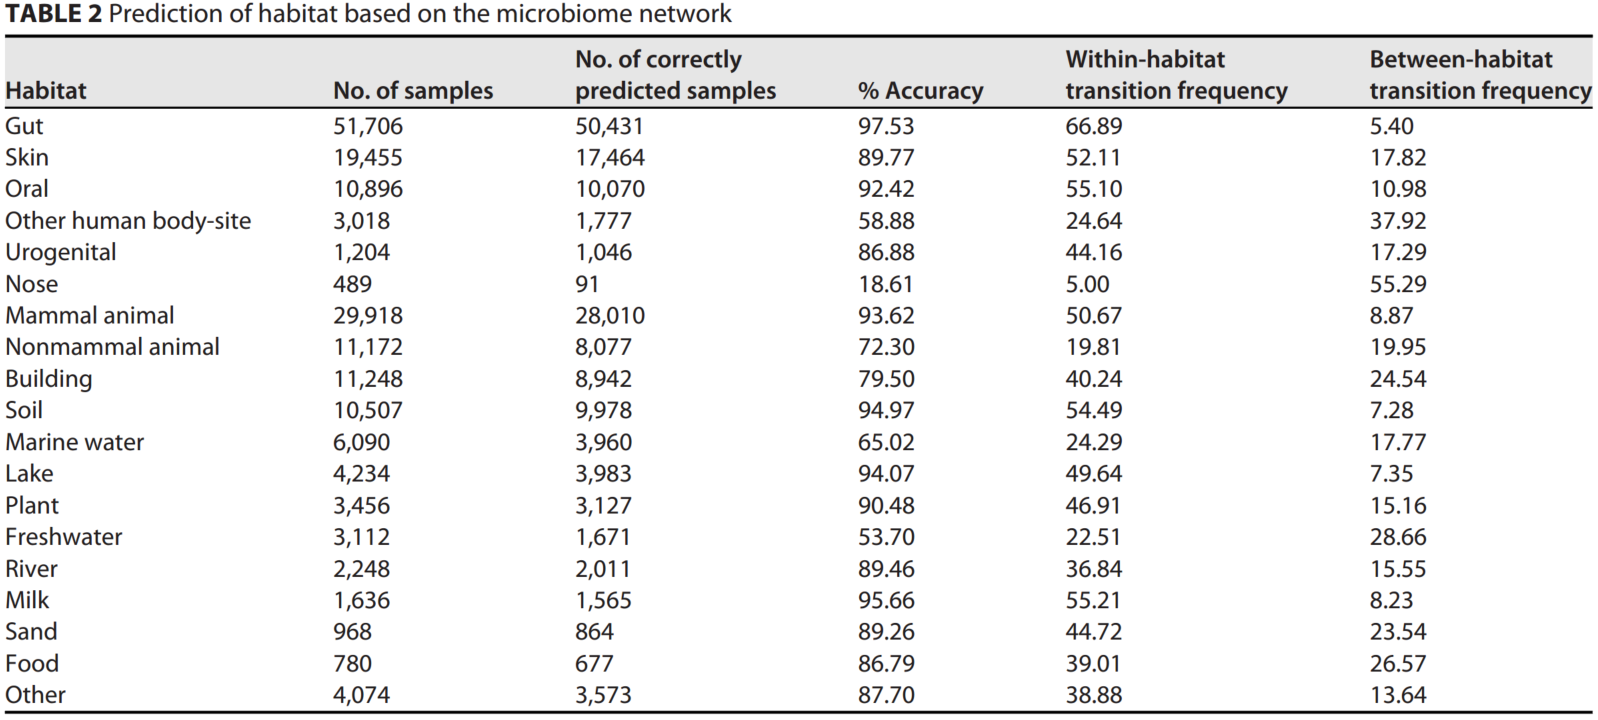 TABLE 2 Prediction of habitat based on the microbiome network
No. of correctly Within-habitat Between-habitat
Habitat No. of samples predicted samples % Accuracy transition frequency transition frequency
Gut 51,706 50,431 97.53 66.89 5.40
Skin 19,455 17,464 89.77 52.11 17.82
Oral 10,896 10,070 92.42 55.10 10.98
Other human body-site 3,018 1,777 58.88 24.64 37.92
Urogenital 1,204 1,046 86.88 44.16 17.29
Nose 489 91 18.61 5.00 55.29
Mammal animal 29,918 28,010 93.62 50.67 8.87
Nonmammal animal 11,172 8,077 72.30 19.81 19.95
Building 11,248 8,942 79.50 40.24 24.54
Soil 10,507 9,978 94.97 54.49 7.28
Marine water 6,090 3,960 65.02 24.29 17.77
Lake 4,234 3,983 94.07 49.64 7.35
Plant 3,456 3,127 90.48 46.91 15.16
Freshwater 3,112 1,671 53.70 22.51 28.66
River 2,248 2,011 89.46 36.84 15.55
Milk 1,636 1,565 95.66 55.21 8.23
Sand 968 864 89.26 44.72 23.54
Food 780 677 86.79 39.01 26.57
Other 4,074 3,573 87.70 38.88 13.64